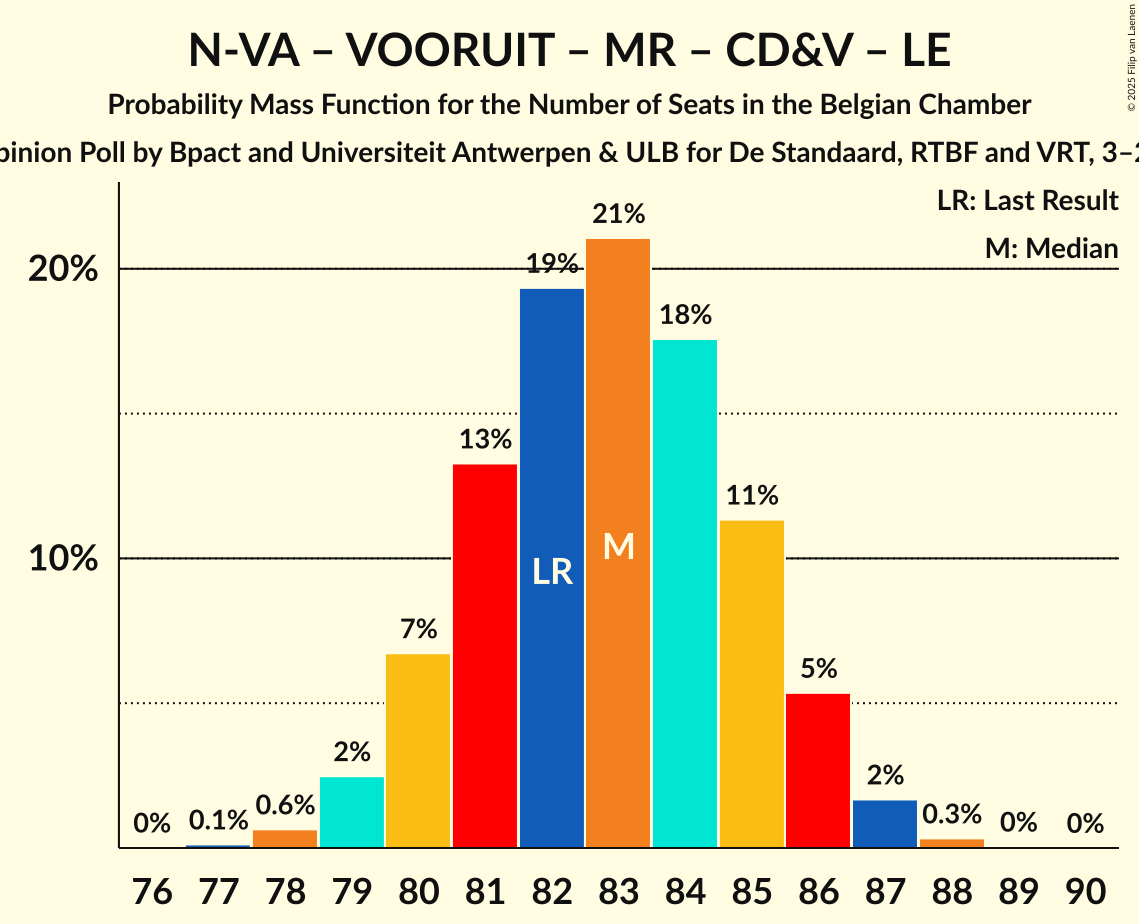 N-VA – VOORUIT – MR – CD&V – LE
Probability Mass Function for the Number of Seats in the Belgian Chamber
Poll by Bpact and Universiteit Antwerpen & ULB for De Standaard, RTBF and VRT,
© 2025 Filip van Laenen
LR: Last Result
M: Median
20%
10%
0%
0.1%
0.6%
2%
7%
13%
19%
21%
18%
11%
5%
2%
0.3%
0%
0%
LR
M
76 77 78 79 80 81 82 83 84 85 86 87 88 89 90